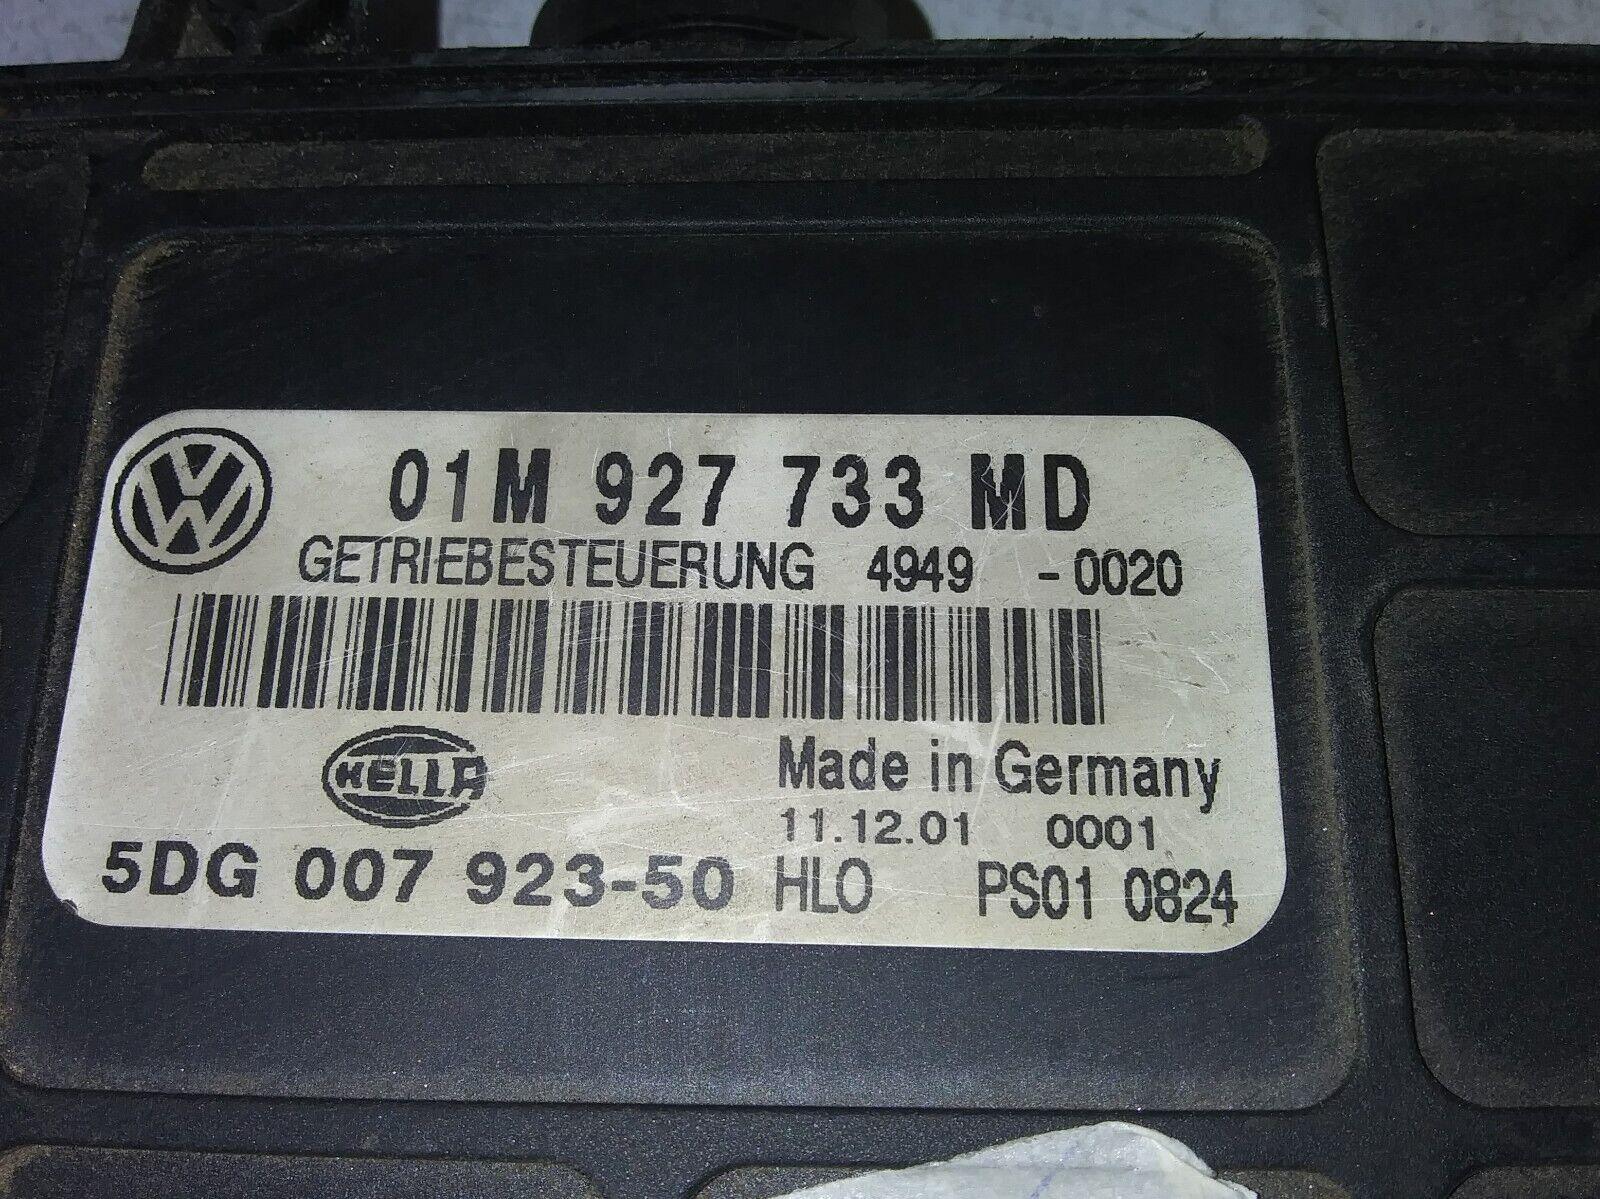 01M 927 733 MD
GETRIEBESTEUERUNG 4949 -0020
HELLA
Made in Germany
11.12.01 0001
5DG 007 923-50 HLO PS01 0824